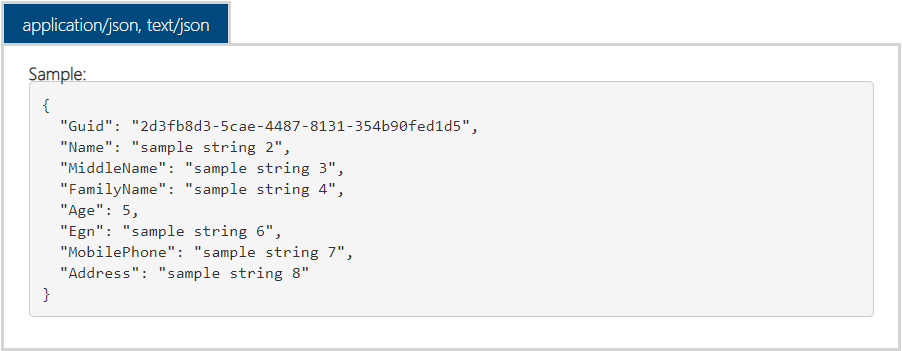 application/json, text/json
Sample:
{
  "Guid": "2d3fb8d3-5cae-4487-8131-354b90fed1d5",
  "Name": "sample string 2",
  "MiddleName": "sample string 3",
  "FamilyName": "sample string 4",
  "Age": 5,
  "Egn": "sample string 6",
  "MobilePhone": "sample string 7",
  "Address": "sample string 8"
}